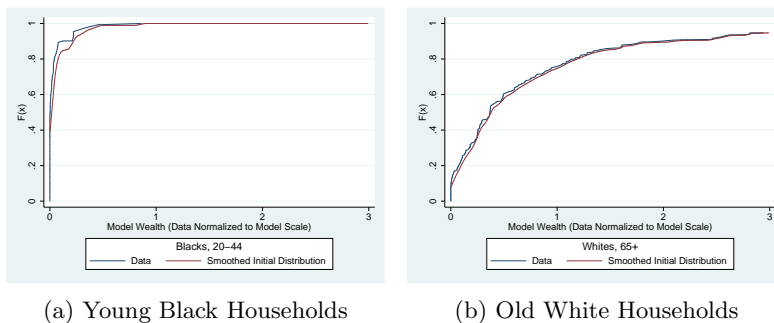 F(x)
0
.2
.4
.6
.8
1
0
1
2
3
Model Wealth (Data Normalized to Model Scale)
Blacks, 20–44
Data
Smoothed Initial Distribution
(a) Young Black Households
F(x)
0
.2
.4
.6
.8
1
0
1
2
3
Model Wealth (Data Normalized to Model Scale)
Whites, 65+
Data
Smoothed Initial Distribution
(b) Old White Households